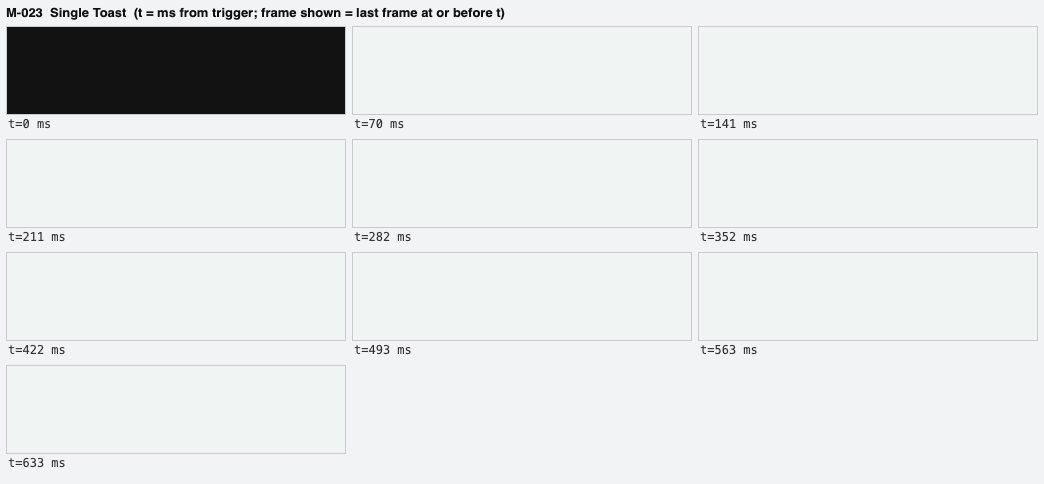 M-023 Single Toast (t = ms from trigger; frame shown = last frame at or before t)
t=0 ms
t=70 ms
t=141 ms
t=211 ms
t=282 ms
t=352 ms
t=422 ms
t=493 ms
t=563 ms
t=633 ms